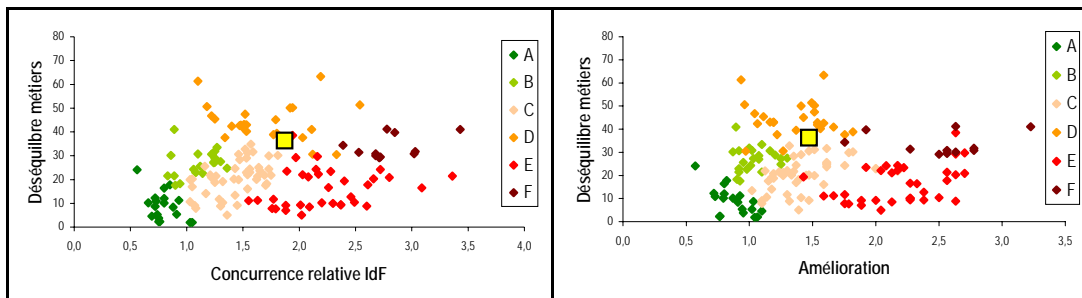 Déséquilibre métiers
80
70
60
50
40
30
20
10
0
0,0 0,5 1,0 1,5 2,0 2,5 3,0 3,5 4,0
Concurrence relative IdF
A
B
C
D
E
F
Déséquilibre métiers
80
70
60
50
40
30
20
10
0
0,0 0,5 1,0 1,5 2,0 2,5 3,0 3,5
Amélioration
A
B
C
D
E
F